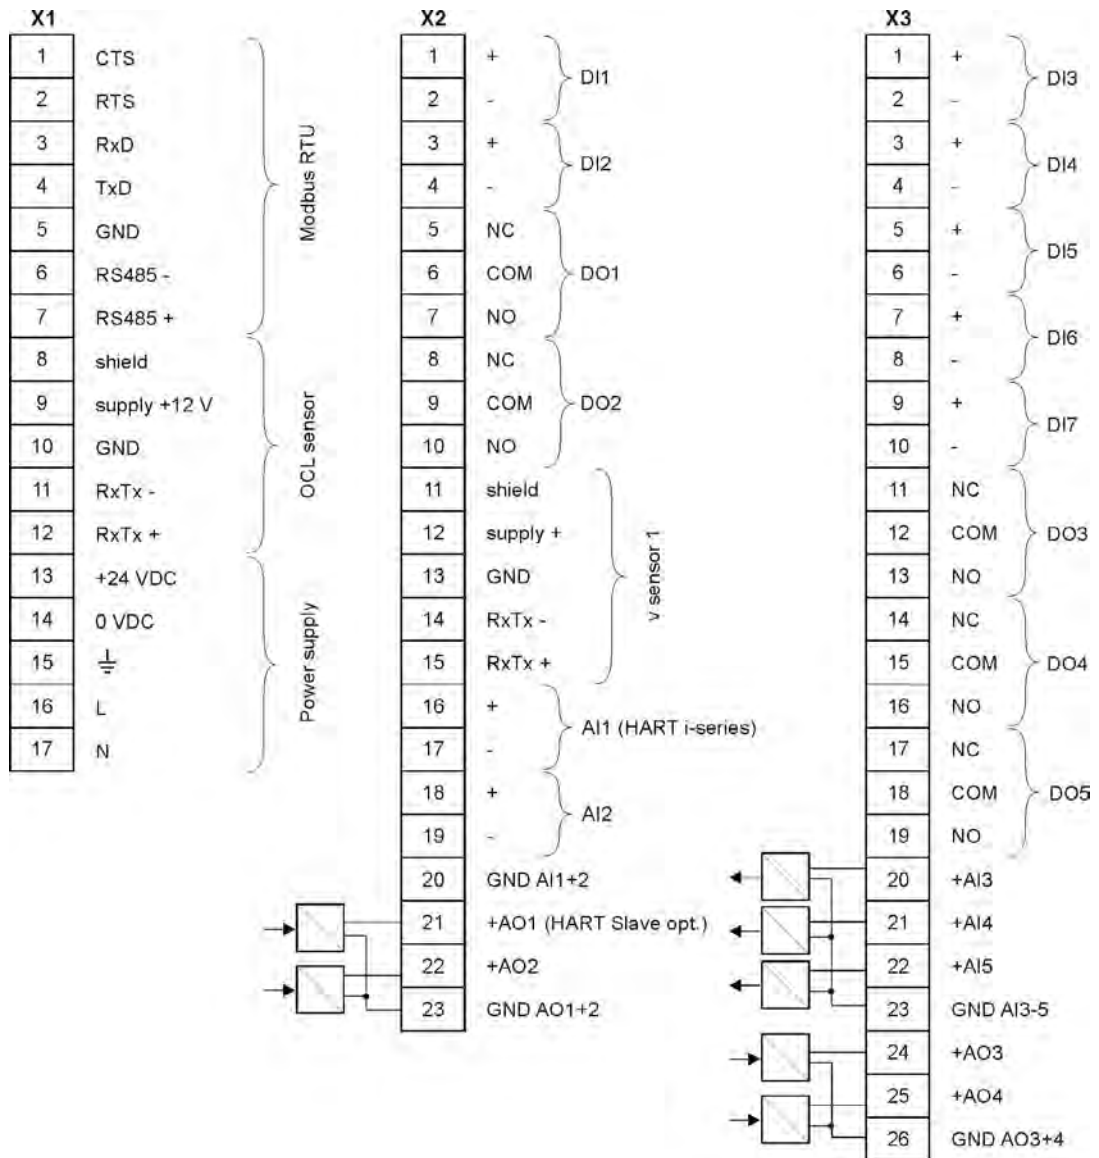 X1
1 CTS
2 RTS
3 RxD
4 TxD
5 GND
6 RS485 -
7 RS485 +
Modbus RTU
8 shield
9 supply +12 V
10 GND
11 RxTx -
12 RxTx +
OCL sensor
13 +24 VDC
14 0 VDC
15
16 L
17 N
Power supply
X2
1 +
2 -
DI1
3 +
4 -
DI2
5 NC
6 COM
7 NO
DO1
8 NC
9 COM
10 NO
DO2
11 shield
12 supply +
13 GND
14 RxTx -
15 RxTx +
v sensor 1
16 +
17 -
AI1 (HART i-series)
18 +
19 -
AI2
20 GND AI1+2
21 +AO1 (HART Slave opt.)
22 +AO2
23 GND AO1+2
X3
1 +
2 -
DI3
3 +
4 -
DI4
5 +
6 -
DI5
7 +
8 -
DI6
9 +
10 -
DI7
11 NC
12 COM
13 NO
DO3
14 NC
15 COM
16 NO
DO4
17 NC
18 COM
19 NO
DO5
20 +AI3
21 +AI4
22 +AI5
23 GND AI3-5
24 +AO3
25 +AO4
26 GND AO3+4